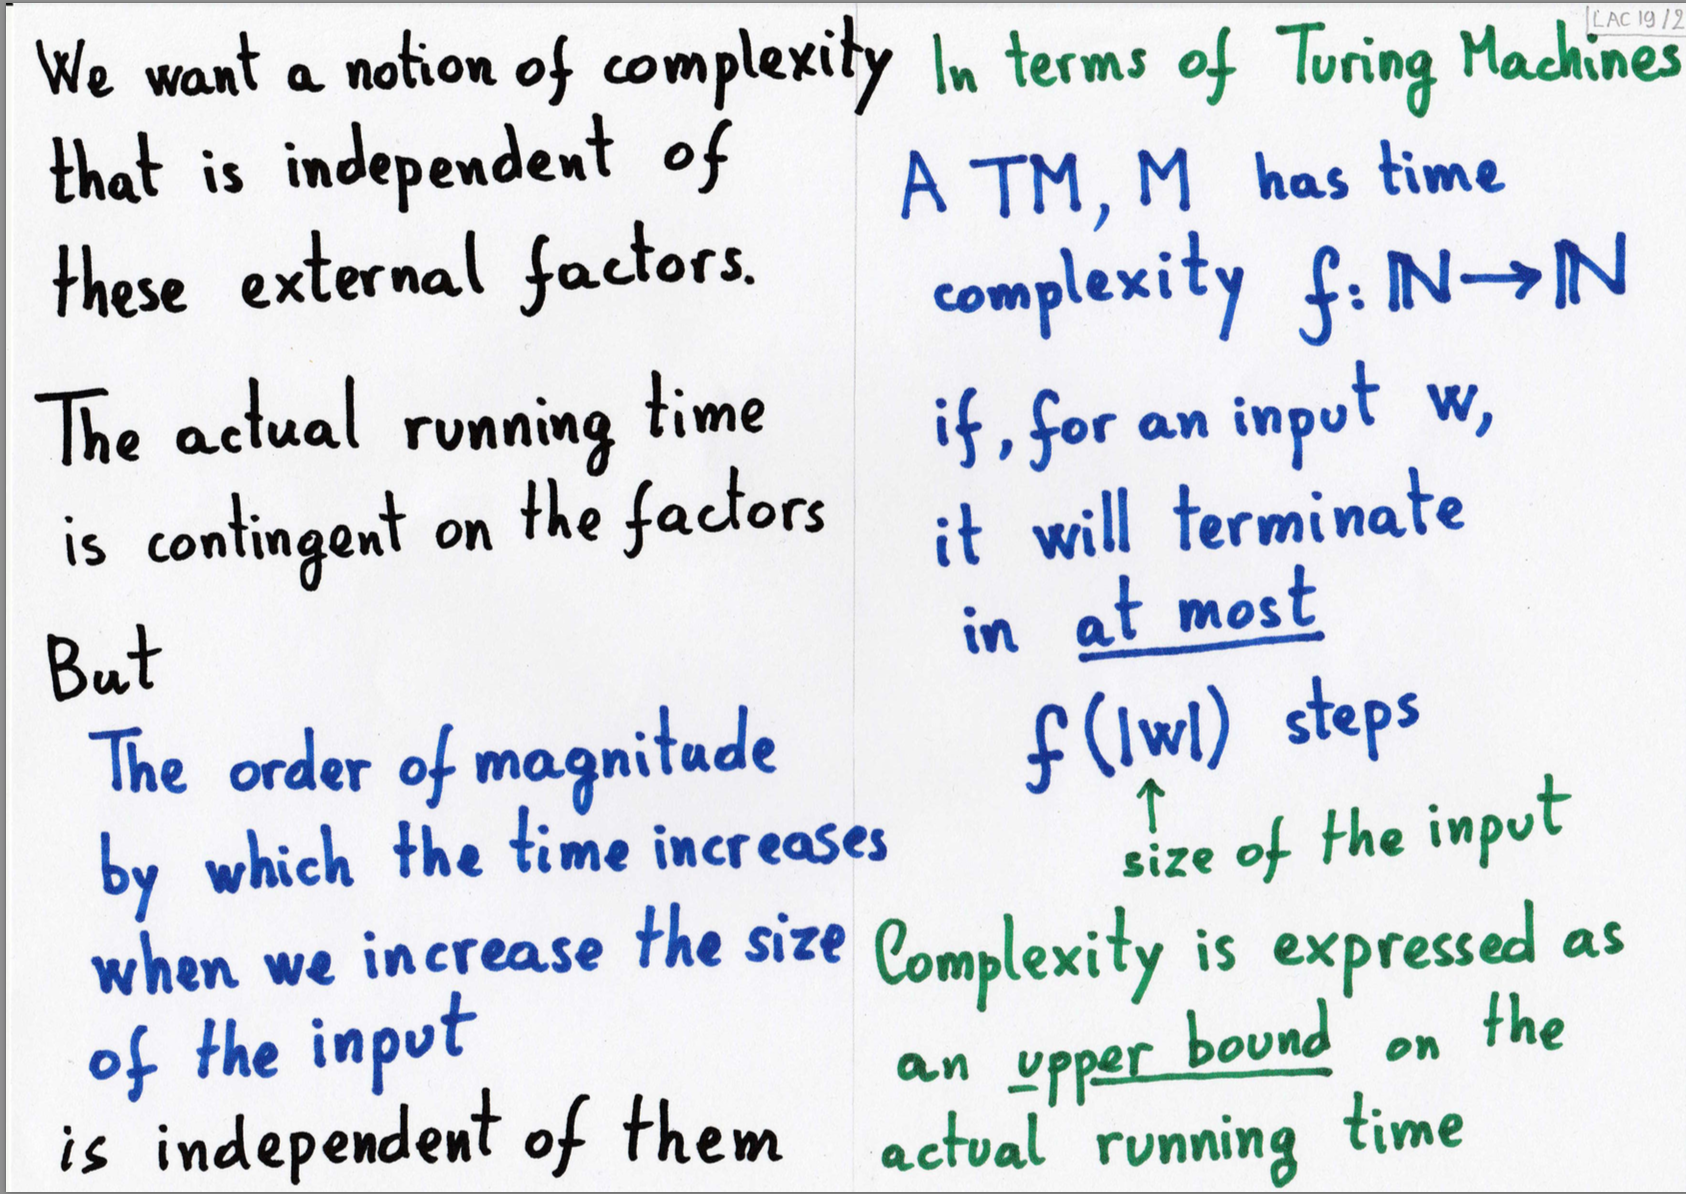 We want a notion of complexity
that is independent of
these external factors.
The actual running time
is contingent on the factors
But
The order of magnitude
by which the time increases
when we increase the size
of the input
is independent of them
LAC 19/2
In terms of Turing Machines
A TM, M has time
complexity f: ℕ→ℕ
if, for an input w,
it will terminate
in at most
f(|w|) steps
↑
size of the input
Complexity is expressed as
an upper bound on the
actual running time